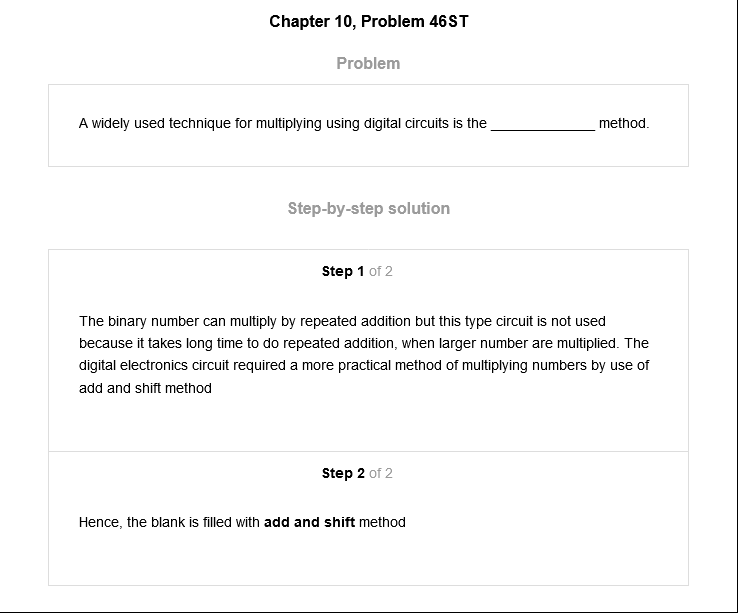 Chapter 10, Problem 46ST
Problem
A widely used technique for multiplying using digital circuits is the _____________ method.
Step-by-step solution
Step 1 of 2
The binary number can multiply by repeated addition but this type circuit is not used
because it takes long time to do repeated addition, when larger number are multiplied. The
digital electronics circuit required a more practical method of multiplying numbers by use of
add and shift method
Step 2 of 2
Hence, the blank is filled with add and shift method